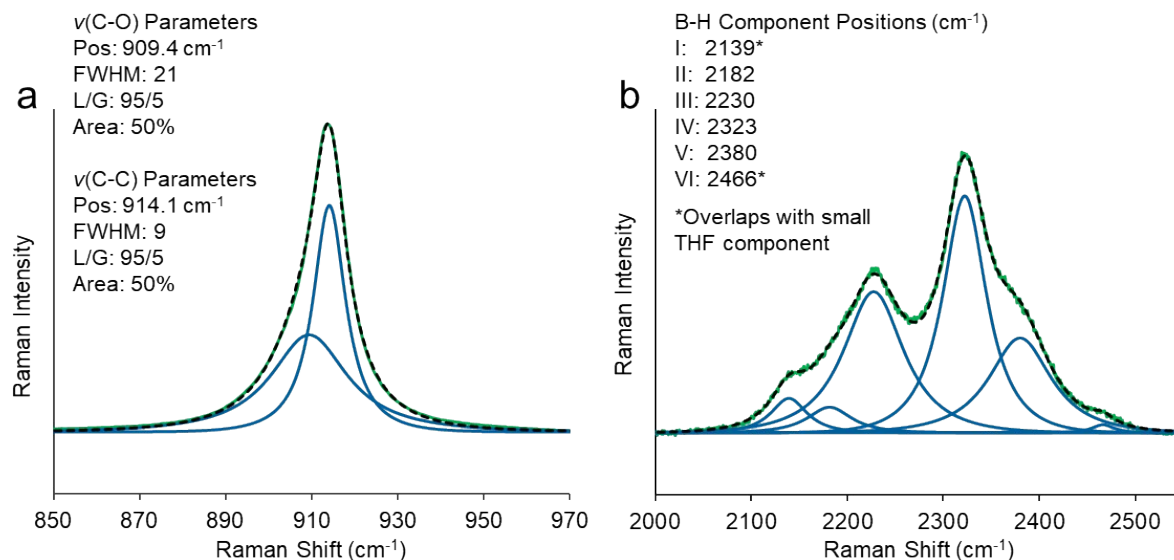 a
ν(C-O) Parameters
Pos: 909.4 cm⁻¹
FWHM: 21
L/G: 95/5
Area: 50%
ν(C-C) Parameters
Pos: 914.1 cm⁻¹
FWHM: 9
L/G: 95/5
Area: 50%
Raman Intensity
850 870 890 910 930 950 970
Raman Shift (cm⁻¹)
b
B-H Component Positions (cm⁻¹)
I: 2139*
II: 2182
III: 2230
IV: 2323
V: 2380
VI: 2466*
*Overlaps with small
THF component
Raman Intensity
2000 2100 2200 2300 2400 2500
Raman Shift (cm⁻¹)